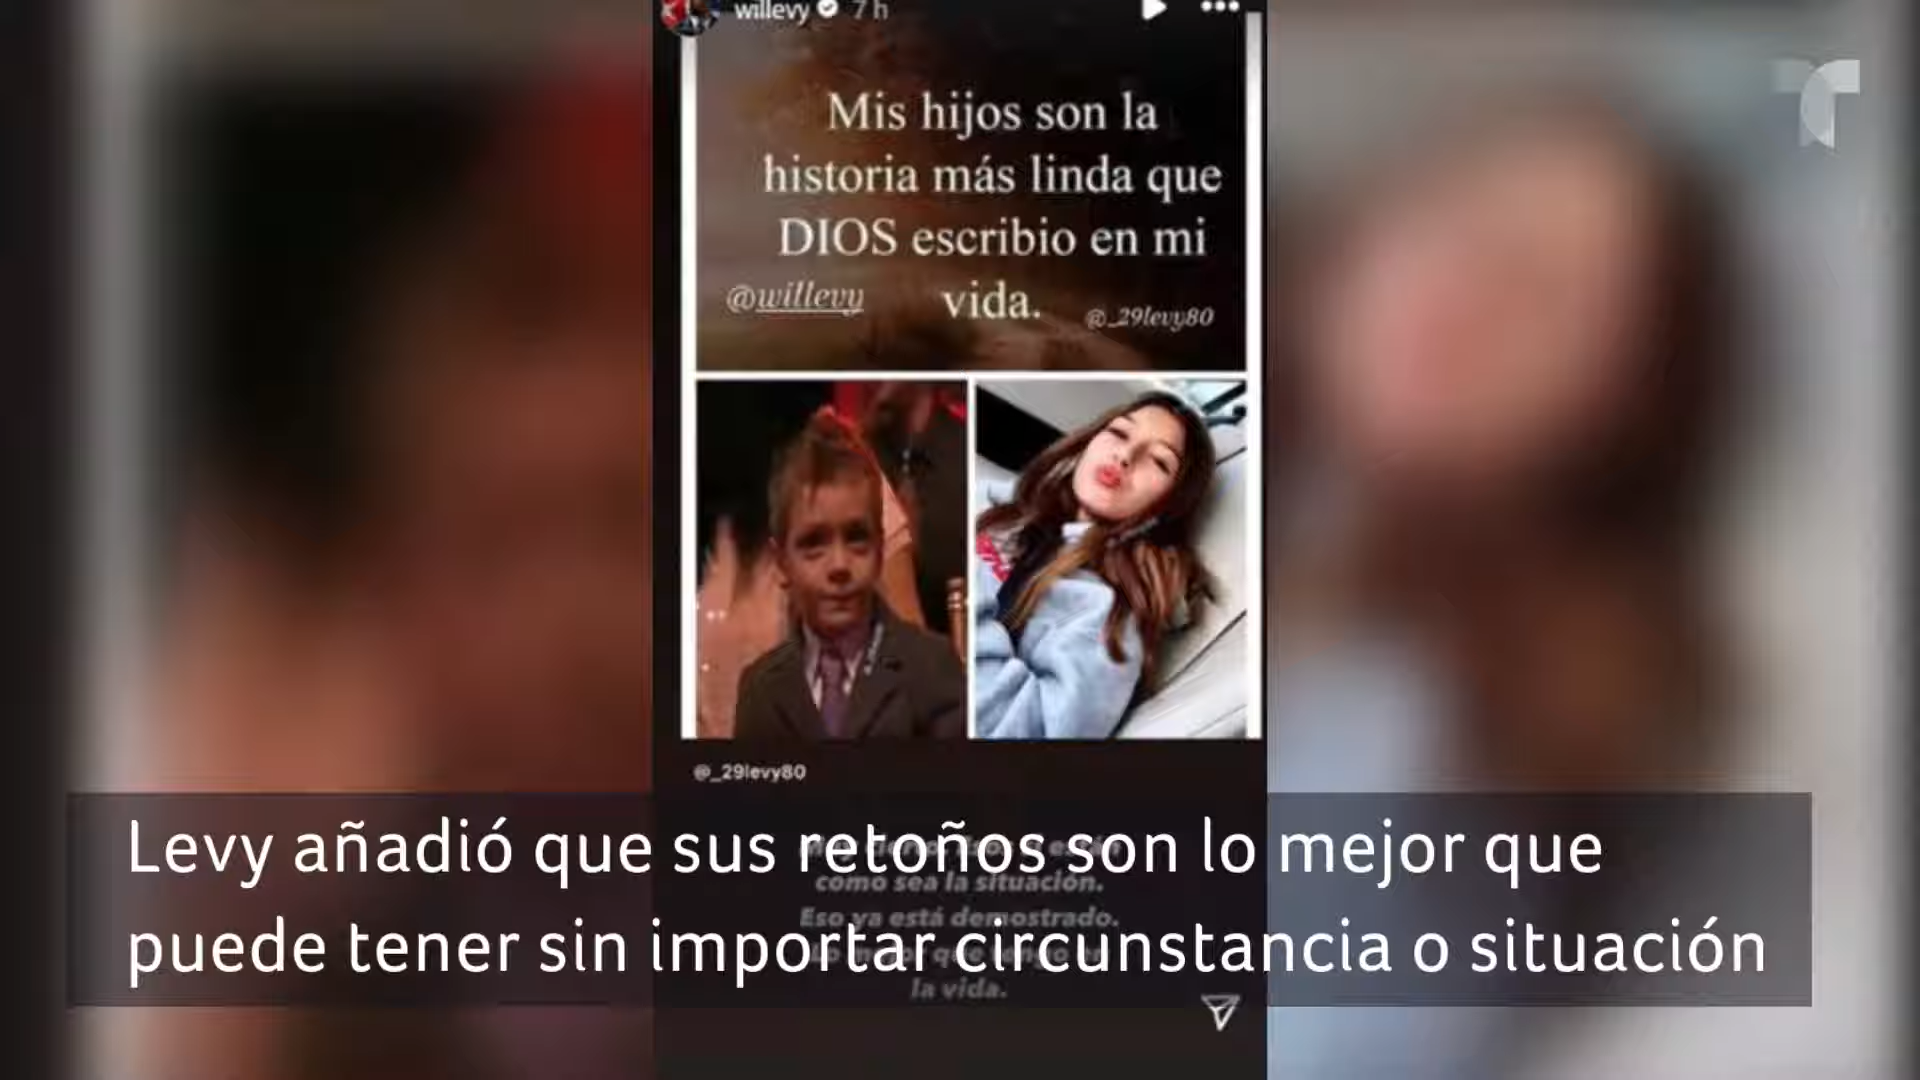 willevy 7 h
Mis hijos son la
historia más linda que
DIOS escribio en mi
vida.
@willevy
@_29levy80
@_29levy80
Levy añadió que sus retoños son lo mejor que
como sea la situación.
Eso ya está demostrado.
puede tener sin importar circunstancia o situación
la vida.